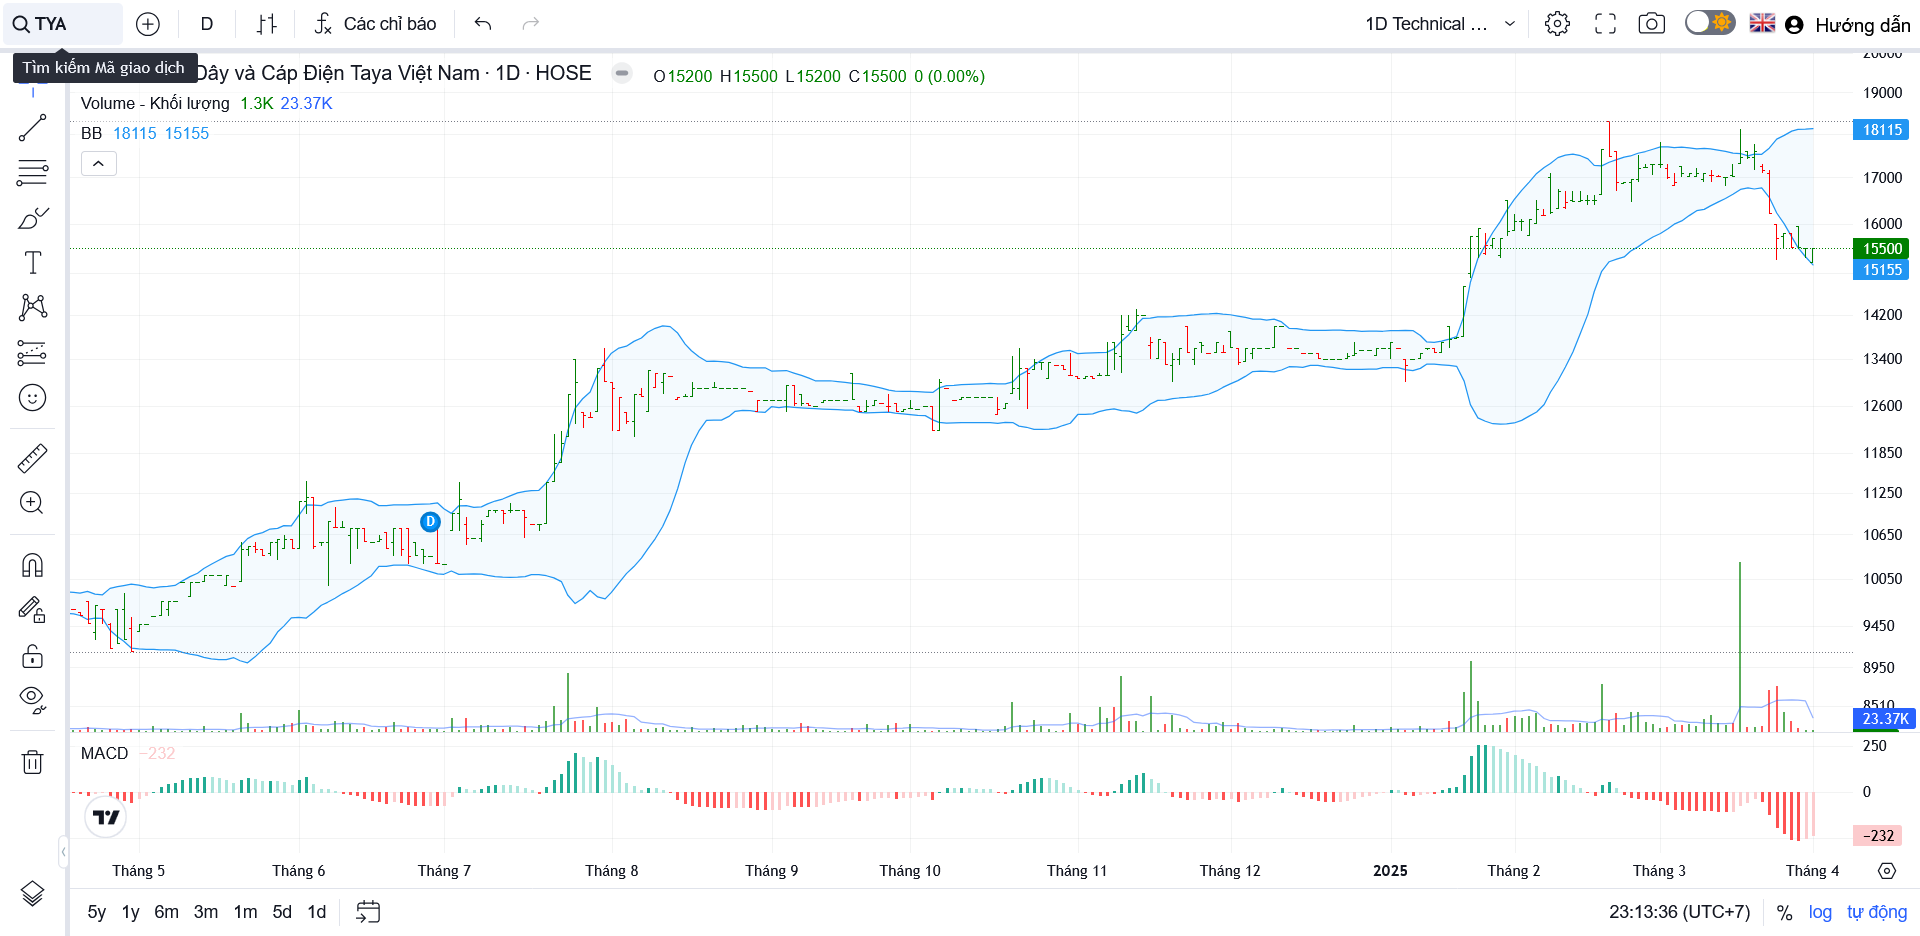 TYA
D
Các chỉ báo
1D Technical ...
Hướng dẫn
Tìm kiếm Mã giao dịch
Dây và Cáp Điện Taya Việt Nam · 1D · HOSE
O15200 H15500 L15200 C15500 0 (0.00%)
Volume - Khối lượng 1.3K 23.37K
BB 18115 15155
D
20000
19000
18115
17000
16000
15500
15155
14200
13400
12600
11850
11250
10650
10050
9450
8950
8510
23.37K
MACD −232
250
0
−232
Tháng 5 Tháng 6 Tháng 7 Tháng 8 Tháng 9 Tháng 10 Tháng 11 Tháng 12 2025 Tháng 2 Tháng 3 Tháng 4
5y 1y 6m 3m 1m 5d 1d
23:13:36 (UTC+7) % log tự động